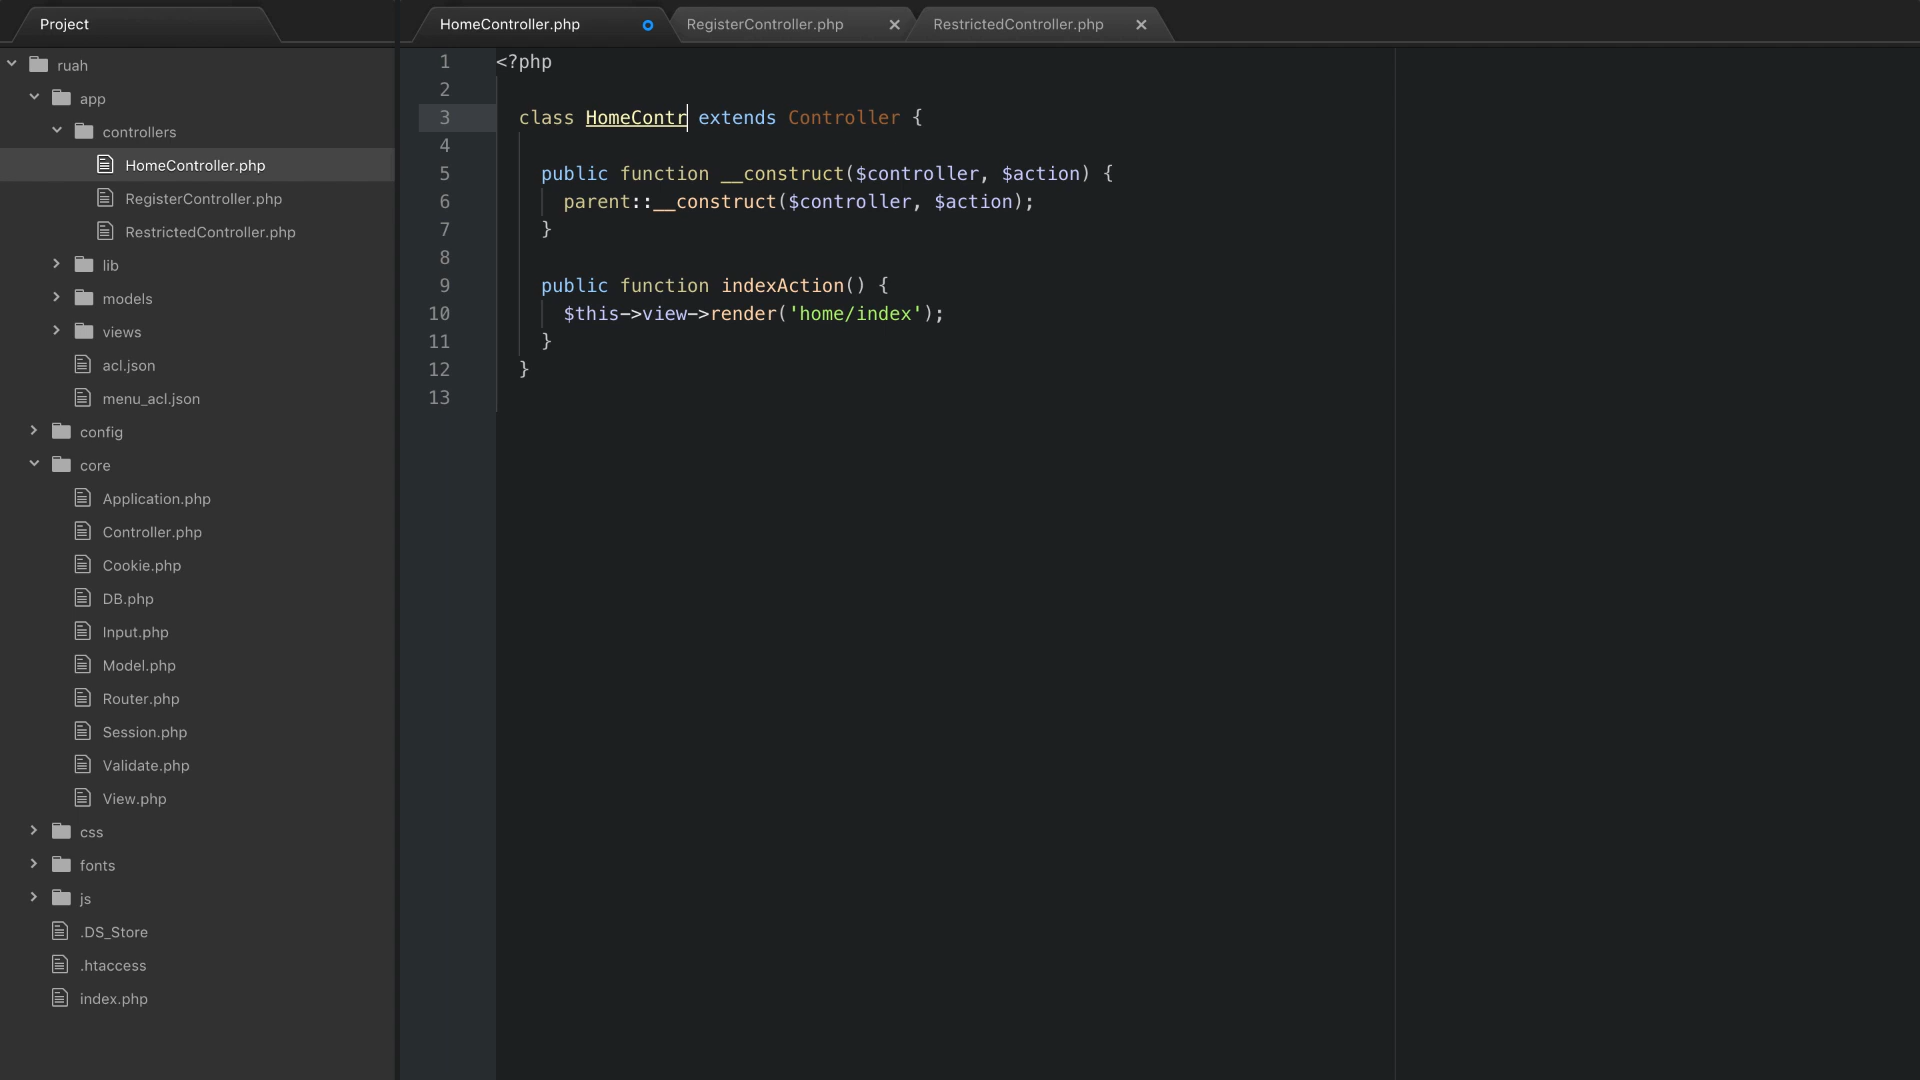 Project
ruah
app
controllers
HomeController.php
RegisterController.php
RestrictedController.php
lib
models
views
acl.json
menu_acl.json
config
core
Application.php
Controller.php
Cookie.php
DB.php
Input.php
Model.php
Router.php
Session.php
Validate.php
View.php
css
fonts
js
.DS_Store
.htaccess
index.php
HomeController.php RegisterController.php RestrictedController.php
1 <?php
2
3 class HomeContr extends Controller {
4
5 public function __construct($controller, $action) {
6 parent::__construct($controller, $action);
7 }
8
9 public function indexAction() {
10 $this->view->render('home/index');
11 }
12 }
13